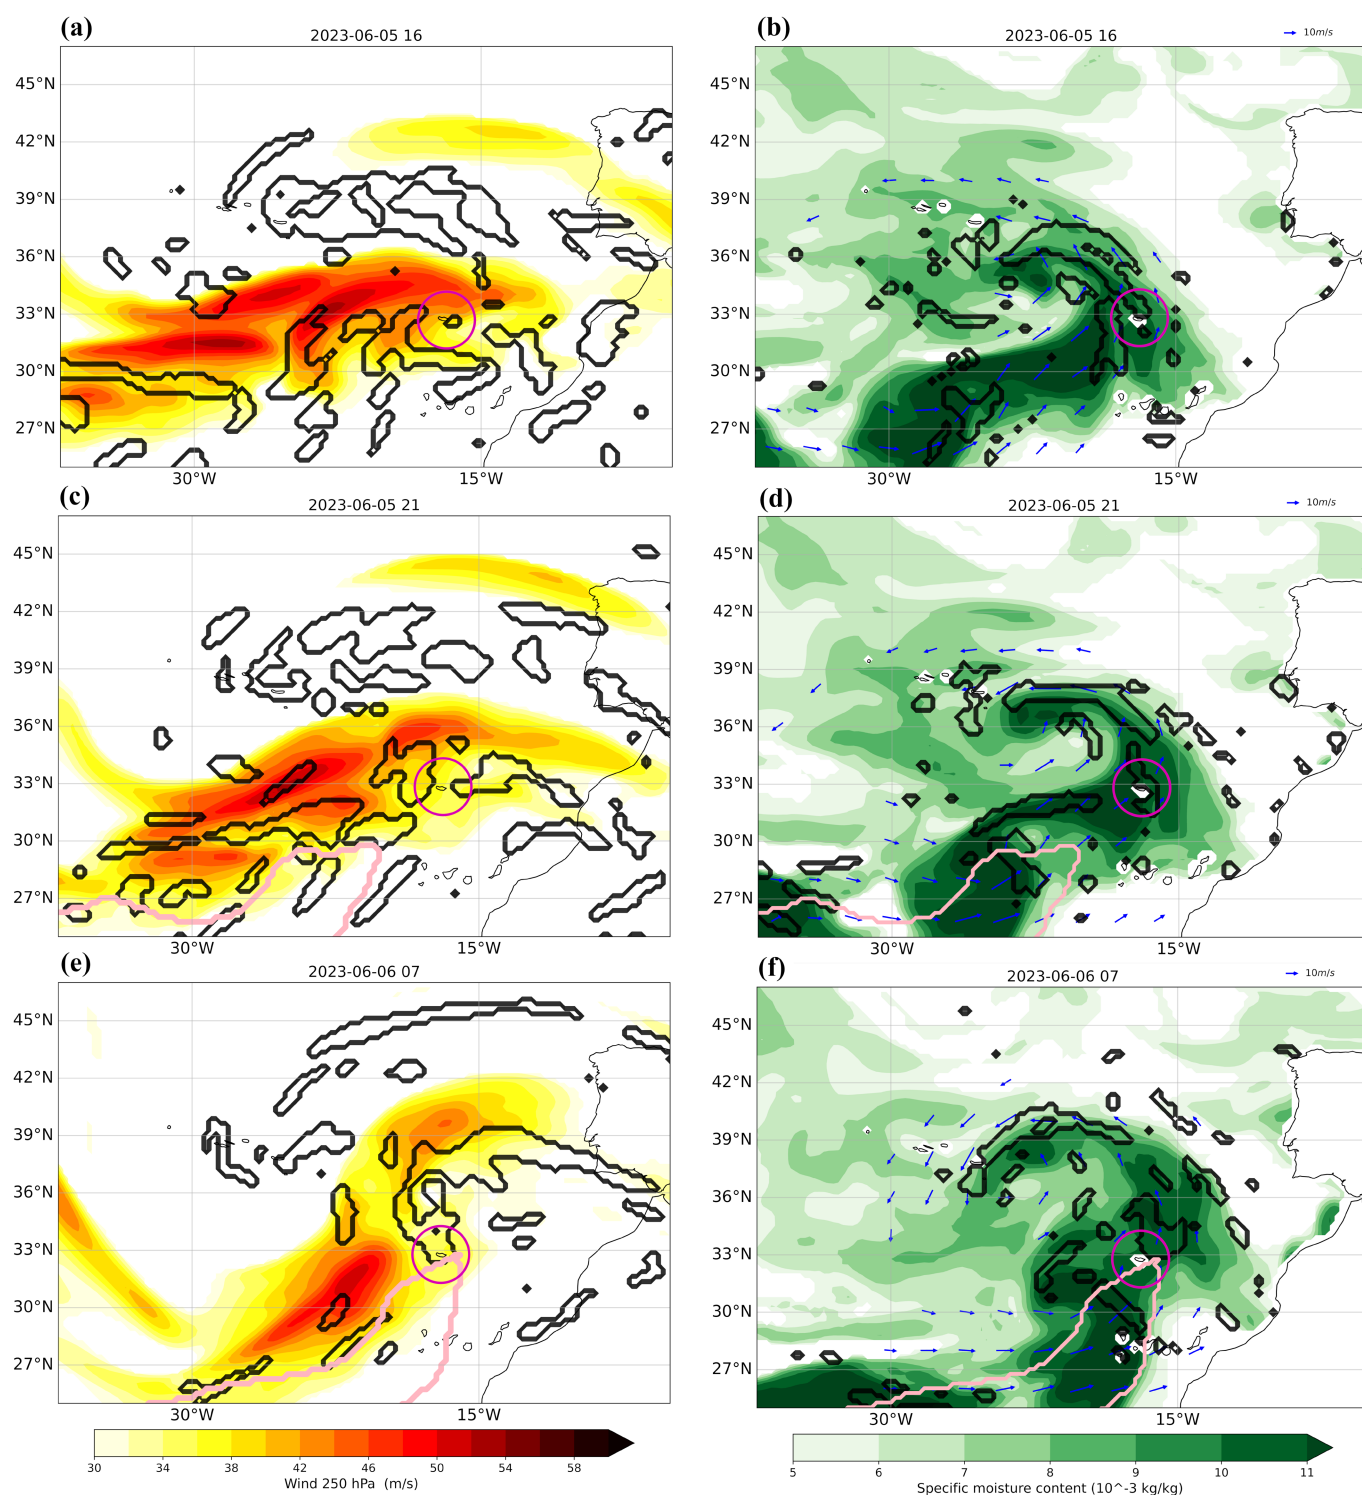 (a)
2023-06-05 16
45°N
42°N
39°N
36°N
33°N
30°N
27°N
30°W
15°W
(b)
2023-06-05 16
10m/s
45°N
42°N
39°N
36°N
33°N
30°N
27°N
30°W
15°W
(c)
2023-06-05 21
45°N
42°N
39°N
36°N
33°N
30°N
27°N
30°W
15°W
(d)
2023-06-05 21
10m/s
45°N
42°N
39°N
36°N
33°N
30°N
27°N
30°W
15°W
(e)
2023-06-06 07
45°N
42°N
39°N
36°N
33°N
30°N
27°N
30°W
15°W
(f)
2023-06-06 07
10m/s
45°N
42°N
39°N
36°N
33°N
30°N
27°N
30°W
15°W
30 34 38 42 46 50 54 58
Wind 250 hPa (m/s)
5 6 7 8 9 10 11
Specific moisture content (10^-3 kg/kg)